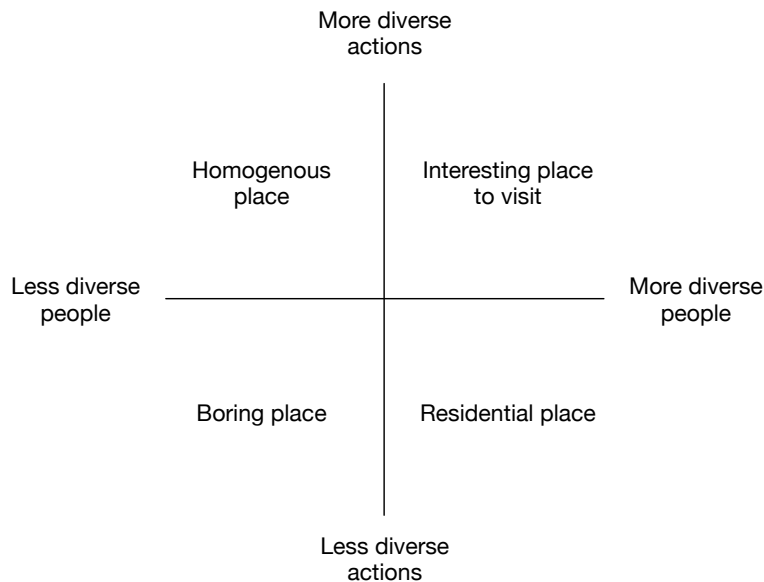 More diverse
actions
Homogenous
place
Interesting place
to visit
Less diverse
people
More diverse
people
Boring place
Residential place
Less diverse
actions